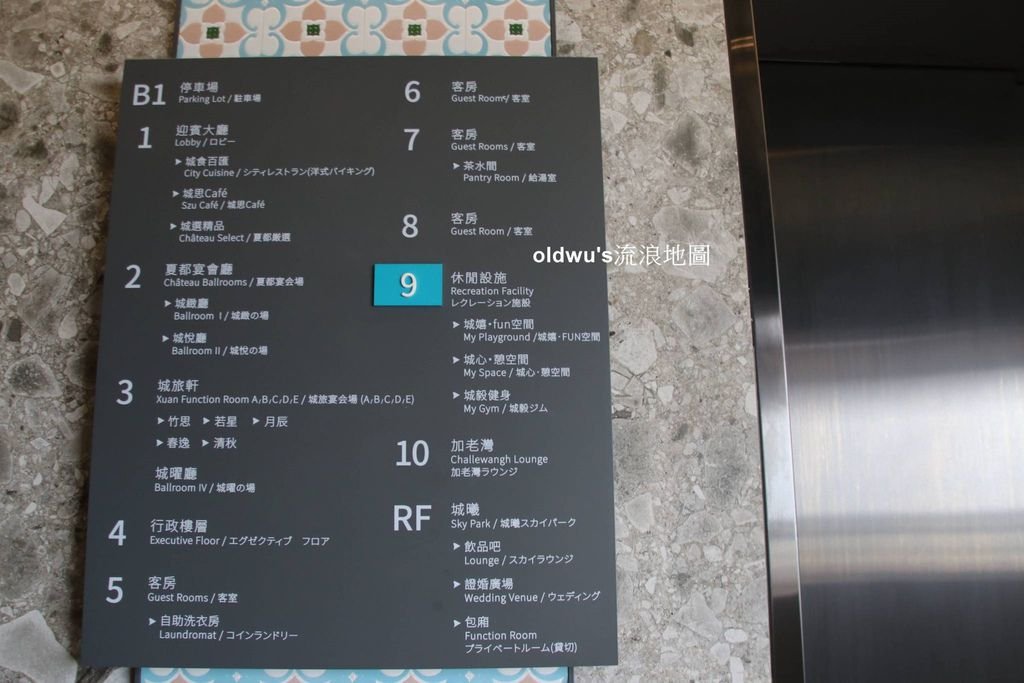 B1 停車場
Parking Lot / 駐車場
1 迎賓大廳
Lobby / ロビー
▶ 城食百匯
City Cuisine / シティレストラン(洋式バイキング)
▶ 城思Café
Szu Café / 城思Café
▶ 城選精品
Château Select / 夏都厳選
2 夏都宴會廳
Château Ballrooms / 夏都宴会場
▶ 城緻廳
Ballroom I / 城緻の場
▶ 城悅廳
Ballroom II / 城悅の場
3 城旅軒
Xuan Function Room A,B,C,D,E / 城旅宴会場 (A,B,C,D,E)
▶ 竹思 ▶ 若星 ▶ 月辰
▶ 春逸 ▶ 清秋
城曜廳
Ballroom IV / 城曜の場
4 行政樓層
Executive Floor / エグゼクティブ フロア
5 客房
Guest Rooms / 客室
▶ 自助洗衣房
Laundromat / コインランドリー
6 客房
Guest Room / 客室
7 客房
Guest Rooms / 客室
▶ 茶水間
Pantry Room / 給湯室
8 客房
Guest Room / 客室
9 休閒設施
Recreation Facility
レクレーション施設
▶ 城嬉·fun空間
My Playground / 城嬉·FUN空間
▶ 城心·憩空間
My Space / 城心·憩空間
▶ 城毅健身
My Gym / 城毅ジム
10 加老灣
Challewangh Lounge
加老灣ラウンジ
RF 城曦
Sky Park / 城曦スカイパーク
▶ 飲品吧
Lounge / スカイラウンジ
▶ 證婚廣場
Wedding Venue / ウェディング
▶ 包廂
Function Room
プライベートルーム(貸切)
oldwu's流浪地圖